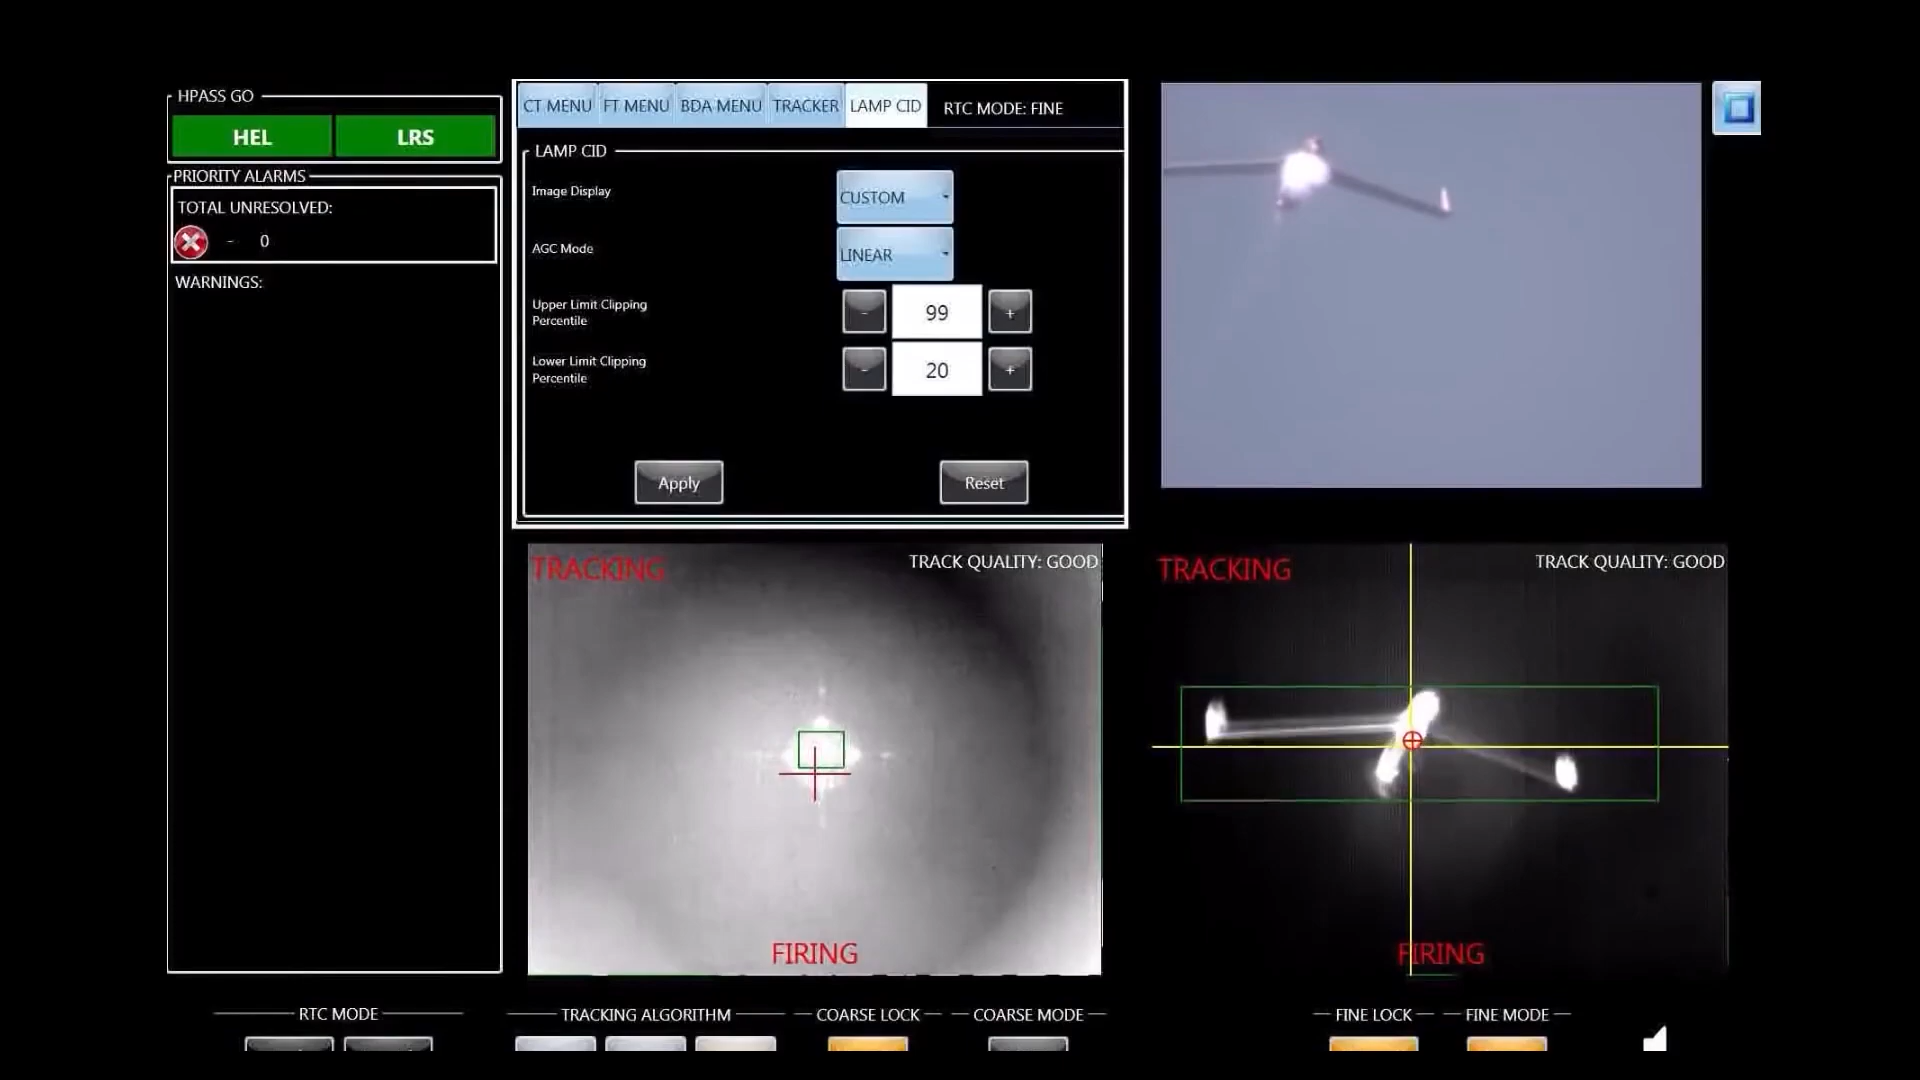 HPASS GO
HEL
LRS
PRIORITY ALARMS
TOTAL UNRESOLVED:
- 0
WARNINGS:
CT MENU
FT MENU
BDA MENU
TRACKER
LAMP CID
RTC MODE: FINE
LAMP CID
Image Display
CUSTOM
AGC Mode
LINEAR
Upper Limit Clipping
Percentile
- 99 +
Lower Limit Clipping
Percentile
- 20 +
Apply
Reset
TRACKING
TRACK QUALITY: GOOD
FIRING
TRACKING
TRACK QUALITY: GOOD
FIRING
RTC MODE
TRACKING ALGORITHM
COARSE LOCK
COARSE MODE
FINE LOCK
FINE MODE